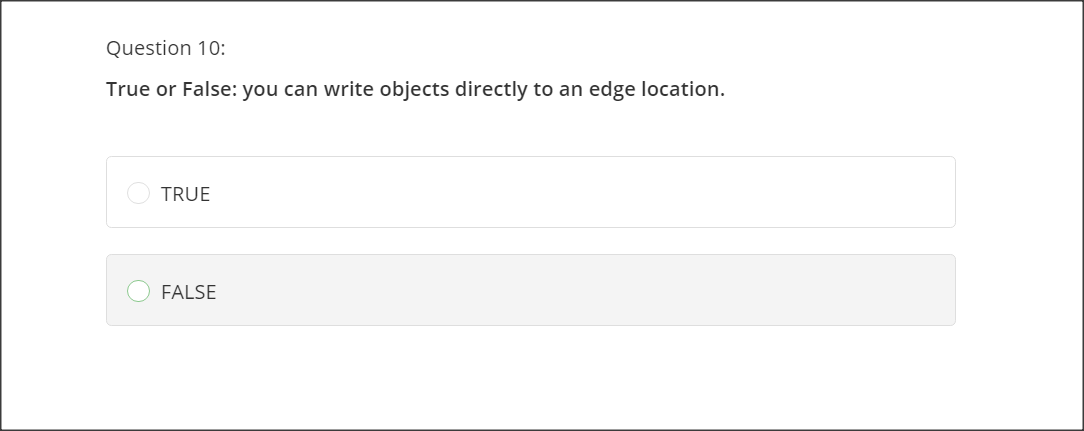 Question 10:
True or False: you can write objects directly to an edge location.
TRUE
FALSE